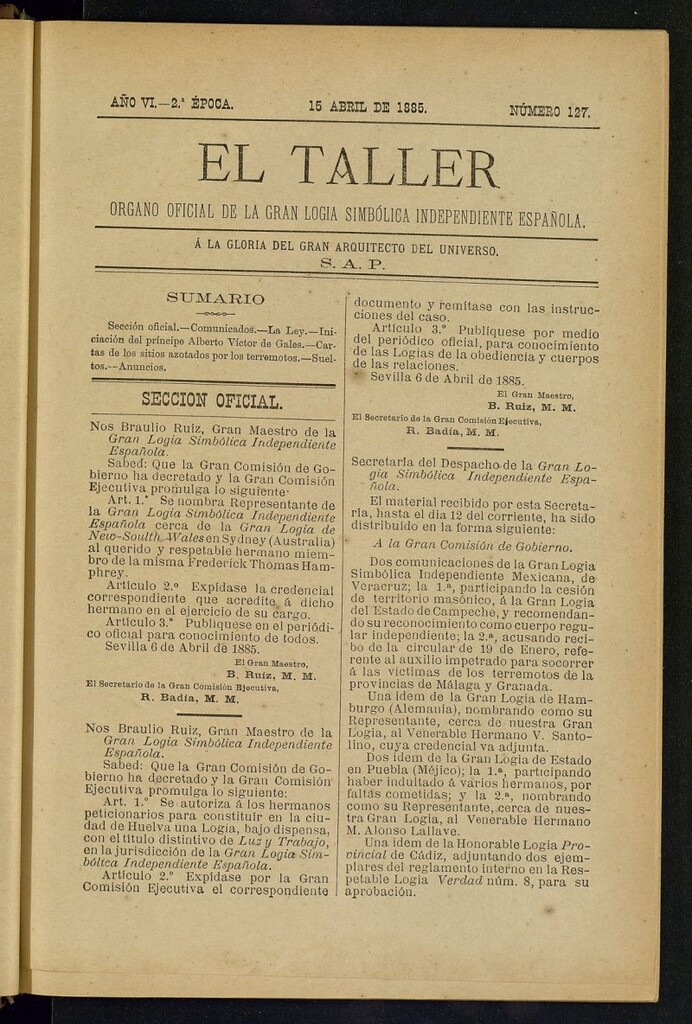 AÑO VI.—2.ª ÉPOCA.
15 ABRIL DE 1885.
NÚMERO 127.
EL TALLER
ORGANO OFICIAL DE LA GRAN LOGIA SIMBÓLICA INDEPENDIENTE ESPAÑOLA.
Á LA GLORIA DEL GRAN ARQUITECTO DEL UNIVERSO.
S. A. P.
SUMARIO
Sección oficial.—Comunicados.—La Ley.—Ini-
ciación del príncipe Alberto Víctor de Gales.—Car-
tas de los sitios azotados por los terremotos.—Suel-
tos.—Anuncios.
SECCION OFICIAL.
Nos Braulio Ruiz, Gran Maestro de la
Gran Logia Simbólica Independiente
Española.
Sabed: Que la Gran Comisión de Go-
bierno ha decretado y la Gran Comisión
Ejecutiva promulga lo siguiente·
Art. 1.° Se nombra Representante de
la Gran Logia Simbólica Independiente
Española cerca de la Gran Logia de
New-Soulth Wales en Sydney (Australia)
al querido y respetable hermano miem-
bro de la misma Frederick Thomas Ham-
phrey.
Artículo 2.° Expídase la credencial
correspondiente que acredite á dicho
hermano en el ejercicio de su cargo.
Artículo 3.° Publíquese en el periódi-
co oficial para conocimiento de todos.
Sevilla 6 de Abril de 1885.
El Gran Maestro,
B. Ruiz, M. M.
El Secretario de la Gran Comisión Ejecutiva,
R. Badía, M. M.
Nos Braulio Ruiz, Gran Maestro de la
Gran Logia Simbólica Independiente
Española.
Sabed: Que la Gran Comisión de Go-
bierno ha decretado y la Gran Comisión
Ejecutiva promulga lo siguiente:
Art. 1.° Se autoriza á los hermanos
peticionarios para constituir en la ciu-
dad de Huelva una Logia, bajo dispensa,
con el título distintivo de Luz y Trabajo,
en la jurisdicción de la Gran Logia Sim-
bólica Independiente Española.
Artículo 2.° Expídase por la Gran
Comisión Ejecutiva el correspondiente
documento y remítase con las instruc-
ciones del caso.
Artículo 3.° Publíquese por medio
del periódico oficial, para conocimiento
de las Logias de la obediencia y cuerpos
de las relaciones.
Sevilla 6 de Abril de 1885.
El Gran Maestro,
B. Ruiz, M. M.
El Secretario de la Gran Comisión Ejecutiva,
R. Badía, M. M.
Secretaría del Despacho de la Gran Lo-
gia Simbólica Independiente Espa-
ñola.
El material recibido por esta Secreta-
ría, hasta el dia 12 del corriente, ha sido
distribuido en la forma siguiente:
A la Gran Comisión de Gobierno.
Dos comunicaciones de la Gran Logia
Simbólica Independiente Mexicana, de
Veracruz; la 1.ª, participando la cesión
de territorio masónico, á la Gran Logia
del Estado de Campeche, y recomendan-
do su reconocimiento como cuerpo regu-
lar independiente; la 2.ª, acusando reci-
bo de la circular de 19 de Enero, refe-
rente al auxilio impetrado para socorrer
á las víctimas de los terremotos de la
provincias de Málaga y Granada.
Una idem de la Gran Logia de Ham-
burgo (Alemania), nombrando como su
Representante, cerca de nuestra Gran
Logia, al Venerable Hermano V. Santo-
lino, cuya credencial va adjunta.
Dos idem de la Gran Logia de Estado
en Puebla (Méjico); la 1.ª, participando
haber indultado á varios hermanos, por
faltas cometidas; y la 2.ª, nombrando
como su Representante, cerca de nues-
tra Gran Logia, al Venerable Hermano
M. Alonso Lallave.
Una idem de la Honorable Logia Pro-
vincial de Cádiz, adjuntando dos ejem-
plares del reglamento interno en la Res-
petable Logia Verdad núm. 8, para su
aprobación.